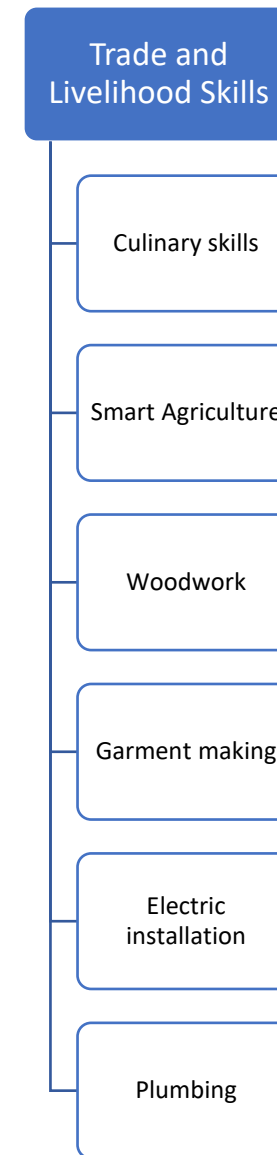 Trade and
Livelihood Skills
Culinary skills
Smart Agriculture
Woodwork
Garment making
Electric
installation
Plumbing